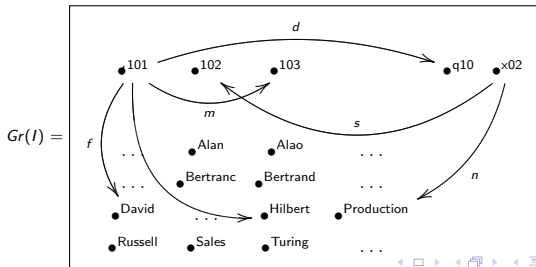 d
101 102 103 q10 x02
m
s
Gr(I) =
f
... Alan Alao ...
n
... Bertranc Bertrand ...
David ... Hilbert Production
Russell Sales Turing ...